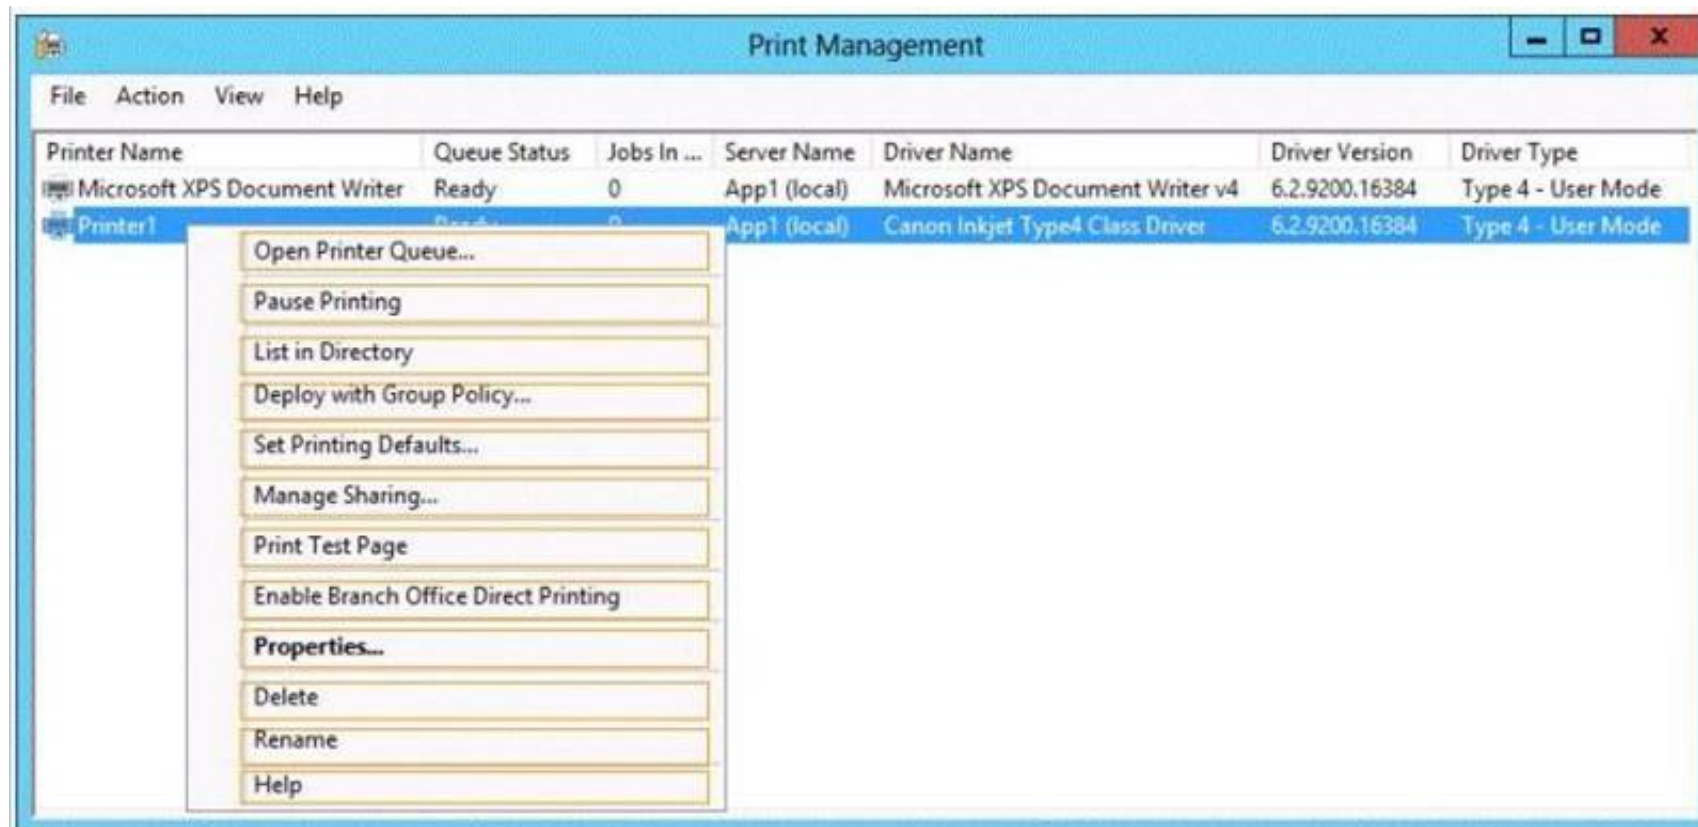 Print Management
File Action View Help
Printer Name Queue Status Jobs In ... Server Name Driver Name Driver Version Driver Type
Microsoft XPS Document Writer Ready 0 App1 (local) Microsoft XPS Document Writer v4 6.2.9200.16384 Type 4 - User Mode
Printer1 Ready 0 App1 (local) Canon Inkjet Type4 Class Driver 6.2.9200.16384 Type 4 - User Mode
Open Printer Queue...
Pause Printing
List in Directory
Deploy with Group Policy...
Set Printing Defaults...
Manage Sharing...
Print Test Page
Enable Branch Office Direct Printing
Properties...
Delete
Rename
Help